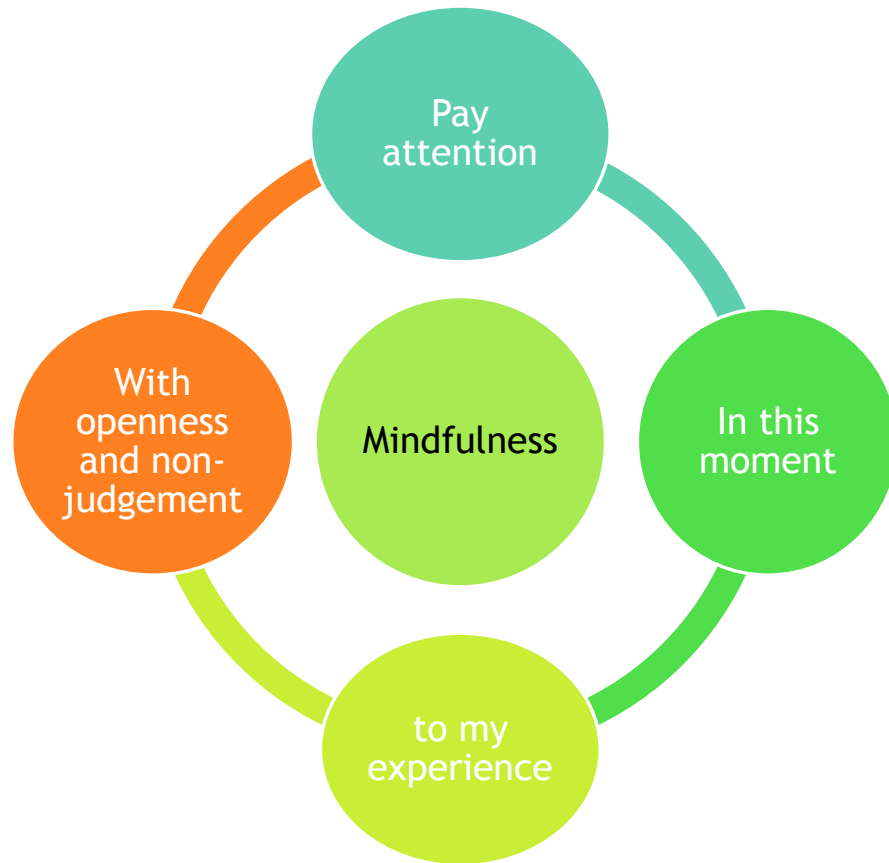 Pay
attention
With
openness
and non-
judgement
Mindfulness
In this
moment
to my
experience